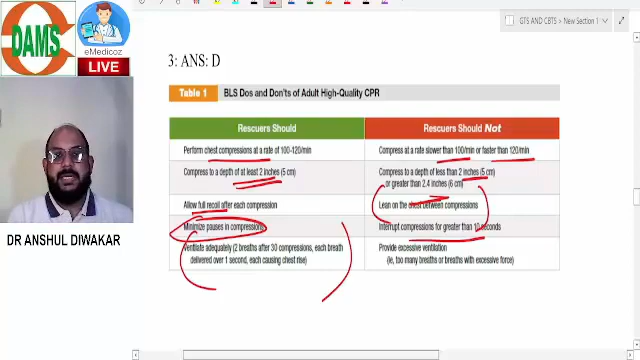 GTS AND CBTS
New Section 1
DAMS
eMedicoz
LIVE
3: ANS: D
Table 1
BLS Dos and Don'ts of Adult High-Quality CPR
Rescuers Should
Rescuers Should Not
Perform chest compressions at a rate of 100-120/min
Compress at a rate slower than 100/min or faster than 120/min
Compress to a depth of at least 2 inches (5 cm)
Compress to a depth of less than 2 inches (5 cm)
or greater than 2.4 inches (6 cm)
Allow full recoil after each compression
Lean on the chest between compressions
Minimize pauses in compressions
Interrupt compressions for greater than 10 seconds
Ventilate adequately (2 breaths after 30 compressions, each breath
delivered over 1 second, each causing chest rise)
Provide excessive ventilation
(ie, too many breaths or breaths with excessive force)
DR ANSHUL DIWAKAR